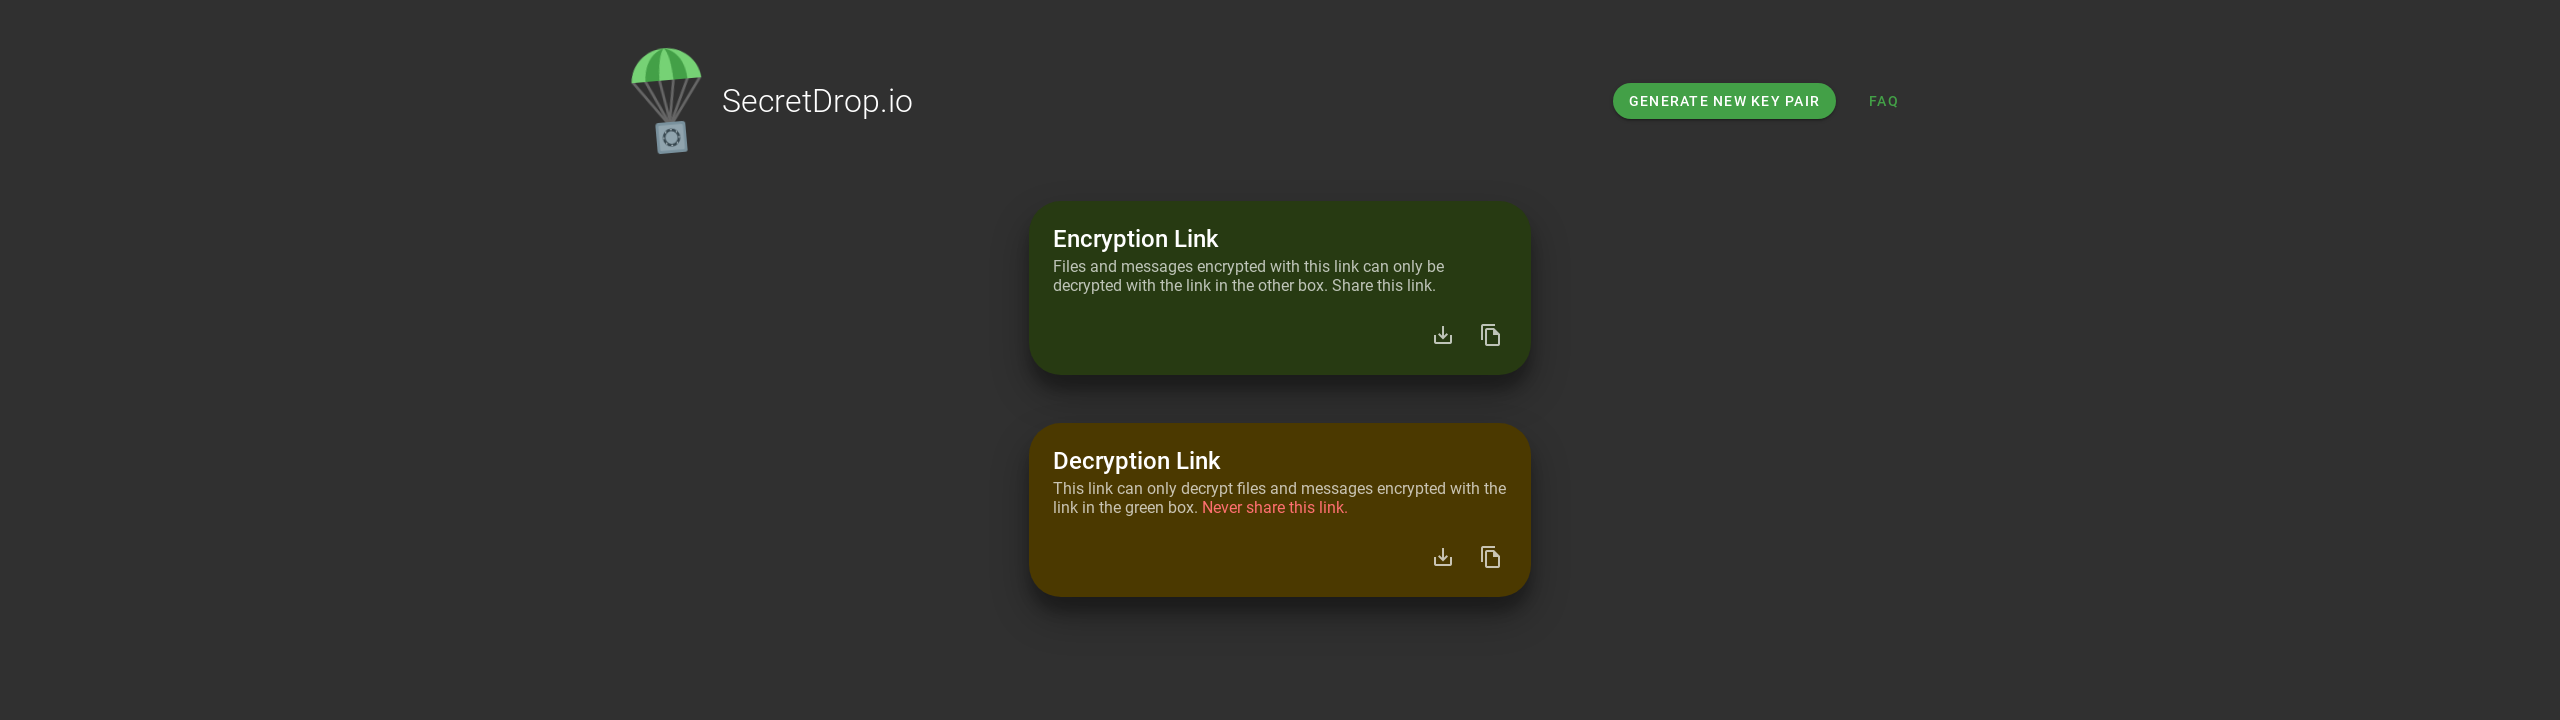 SecretDrop.io
GENERATE NEW KEY PAIR
FAQ
Encryption Link
Files and messages encrypted with this link can only be
decrypted with the link in the other box. Share this link.
Decryption Link
This link can only decrypt files and messages encrypted with the
link in the green box. Never share this link.